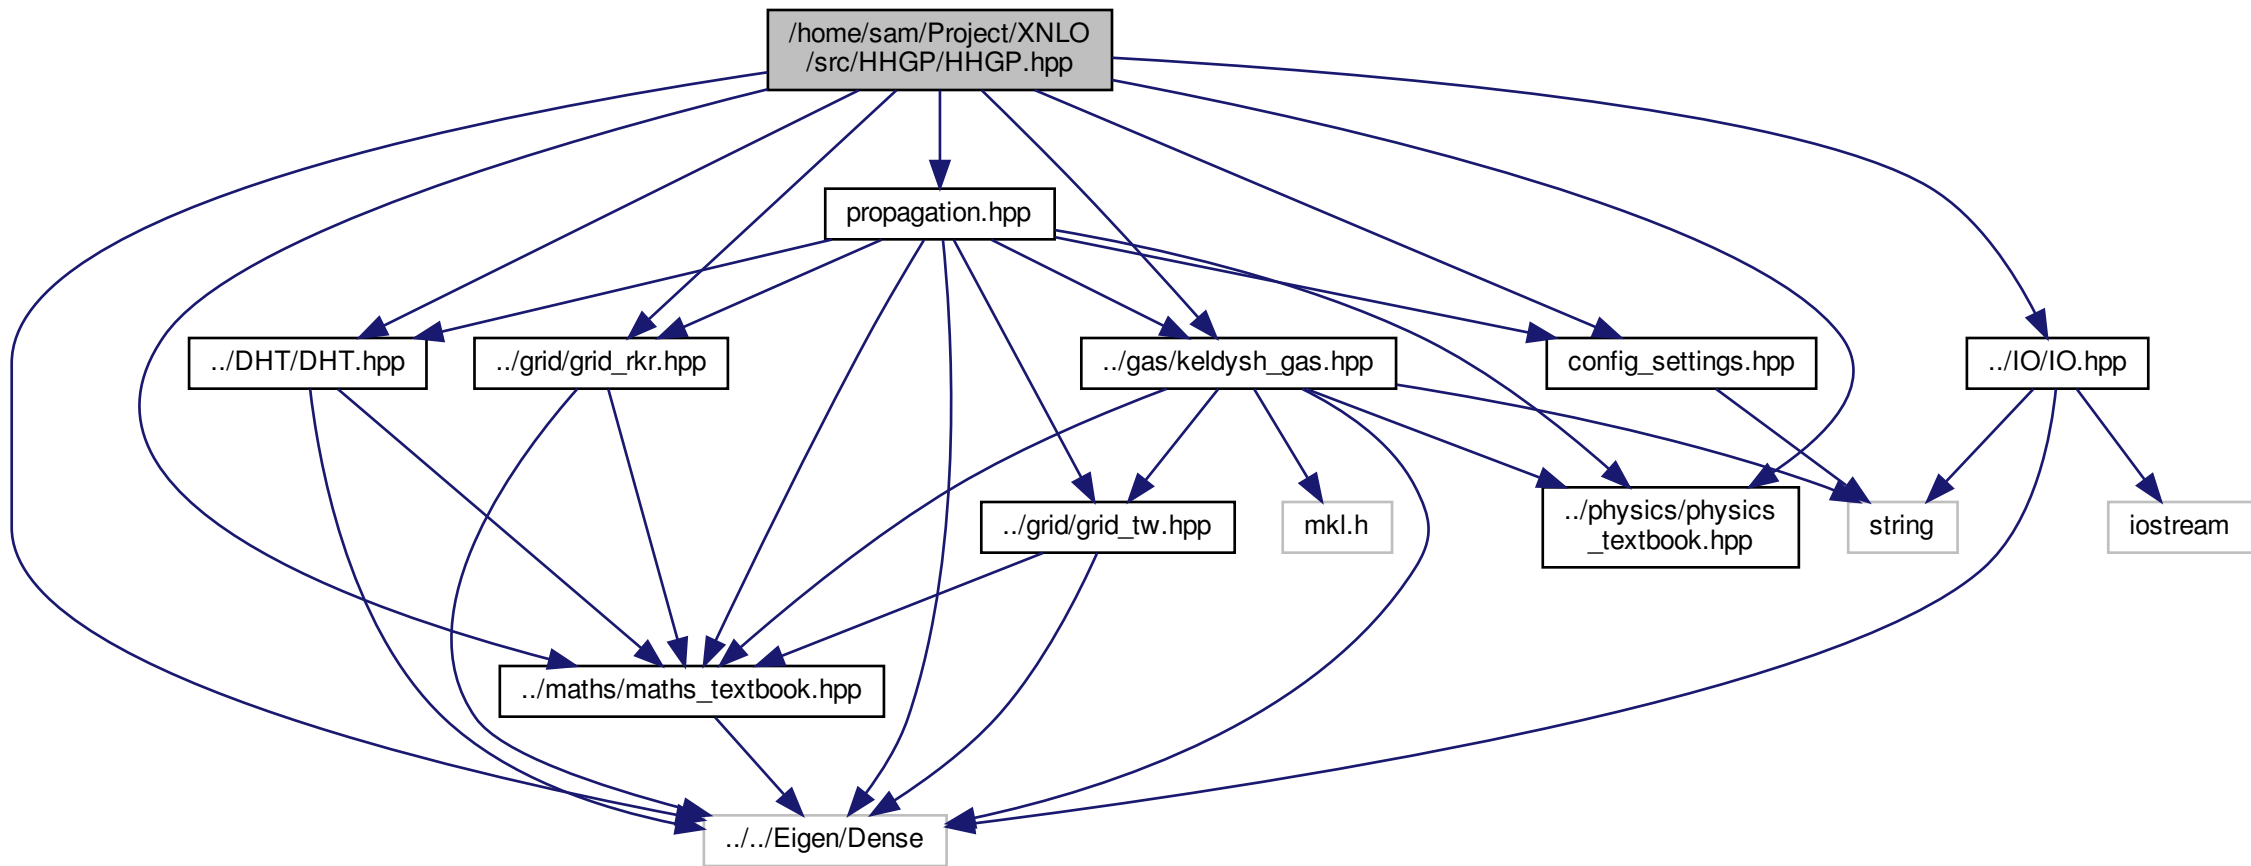 /home/sam/Project/XNLO
/src/HHGP/HHGP.hpp
propagation.hpp
../DHT/DHT.hpp
../grid/grid_rkr.hpp
../gas/keldysh_gas.hpp
config_settings.hpp
../IO/IO.hpp
../grid/grid_tw.hpp
mkl.h
../physics/physics
_textbook.hpp
string
iostream
../maths/maths_textbook.hpp
../../Eigen/Dense